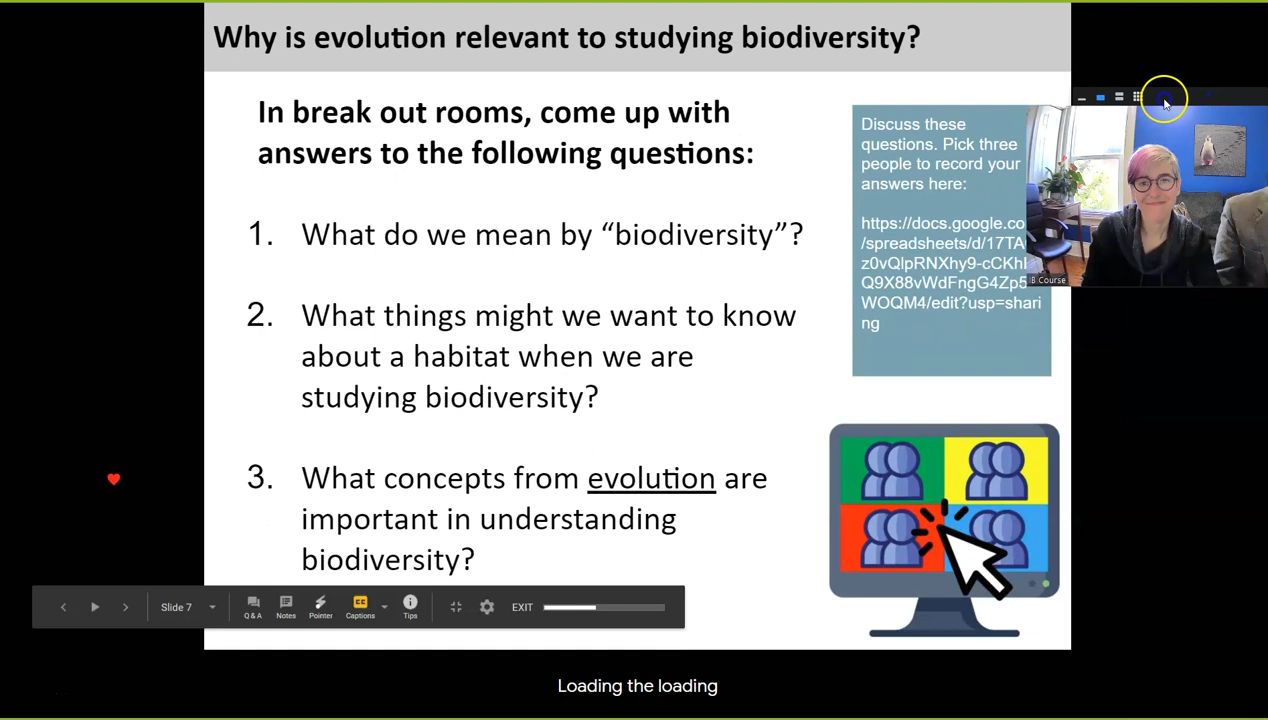 Why is evolution relevant to studying biodiversity?
In break out rooms, come up with
answers to the following questions:
1. What do we mean by “biodiversity”?
2. What things might we want to know
about a habitat when we are
studying biodiversity?
3. What concepts from evolution are
important in understanding
biodiversity?
Discuss these
questions. Pick three
people to record your
answers here:
https://docs.google.co
/spreadsheets/d/17TA
z0vQlpRNXhy9-cCKhl
Q9X88vWdFngG4Zp5
WOQM4/edit?usp=shari
ng
B Course
Slide 7
Q & A
Notes
Pointer
Captions
Tips
EXIT
Loading the loading